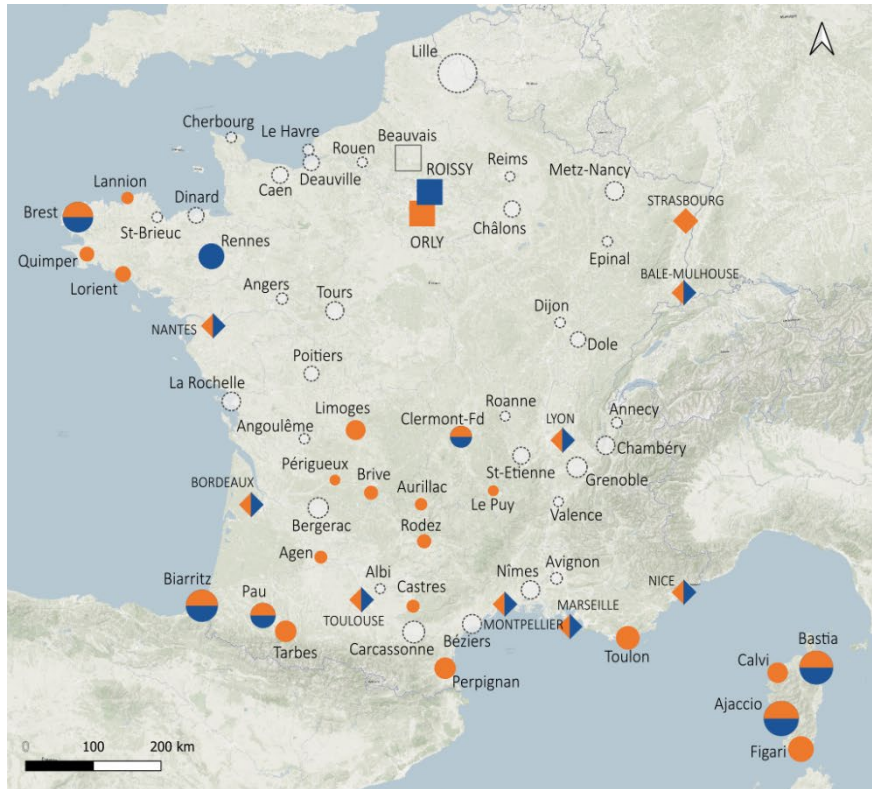 Lille
Cherbourg
Le Havre
Rouen
Beauvais
ROISSY
Reims
Metz-Nancy
Caen
Deauville
Lannion
Dinard
STRASBOURG
Brest
St-Brieuc
ORLY
Châlons
Rennes
Epinal
Quimper
BALE-MULHOUSE
Lorient
Angers
Tours
Dijon
NANTES
Dole
Poitiers
La Rochelle
Limoges
Clermont-Fd
Roanne
LYON
Annecy
Angoulême
Chambéry
Périgueux
Brive
St-Etienne
Grenoble
BORDEAUX
Aurillac
Le Puy
Bergerac
Valence
Rodez
Agen
Albi
Nîmes
Avignon
Biarritz
Pau
Castres
NICE
TOULOUSE
MONTPELLIER
MARSEILLE
Tarbes
Carcassonne
Béziers
Toulon
Bastia
Perpignan
Calvi
Ajaccio
Figari
0 100 200 km